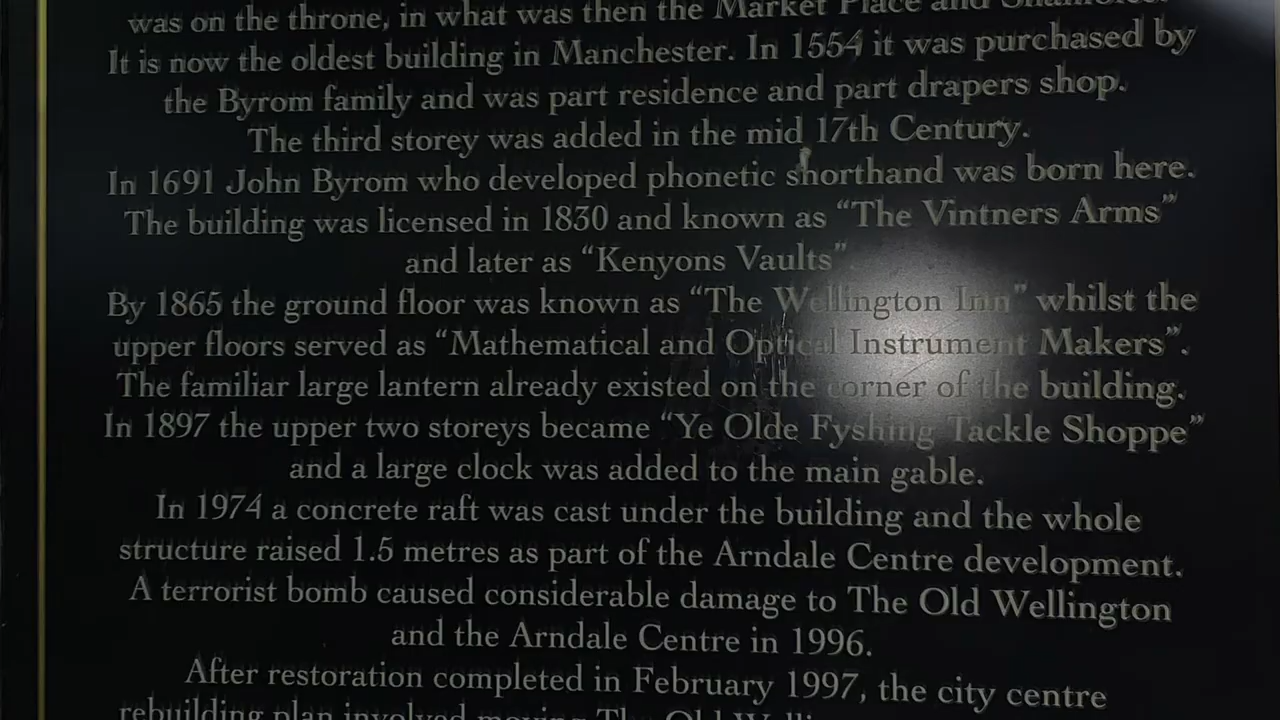 was on the throne, in what was then the Market Place and Shambles.
It is now the oldest building in Manchester. In 1554 it was purchased by
the Byrom family and was part residence and part drapers shop.
The third storey was added in the mid 17th Century.
In 1691 John Byrom who developed phonetic shorthand was born here.
The building was licensed in 1830 and known as “The Vintners Arms”
and later as “Kenyons Vaults”.
By 1865 the ground floor was known as “The Wellington Inn” whilst the
upper floors served as “Mathematical and Optical Instrument Makers”.
The familiar large lantern already existed on the corner of the building.
In 1897 the upper two storeys became “Ye Olde Fyshing Tackle Shoppe”
and a large clock was added to the main gable.
In 1974 a concrete raft was cast under the building and the whole
structure raised 1.5 metres as part of the Arndale Centre development.
A terrorist bomb caused considerable damage to The Old Wellington
and the Arndale Centre in 1996.
After restoration completed in February 1997, the city centre
rebuilding plan involved moving The Old